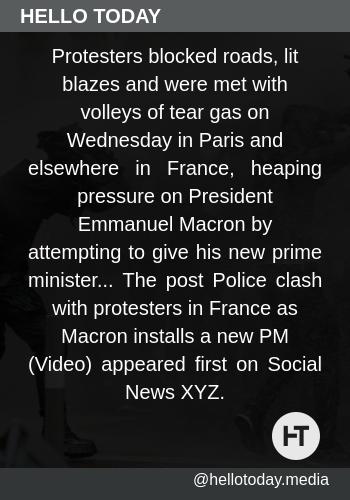 HELLO TODAY
Protesters blocked roads, lit
blazes and were met with
volleys of tear gas on
Wednesday in Paris and
elsewhere in France, heaping
pressure on President
Emmanuel Macron by
attempting to give his new prime
minister... The post Police clash
with protesters in France as
Macron installs a new PM
(Video) appeared first on Social
News XYZ.
HT
@hellotoday.media